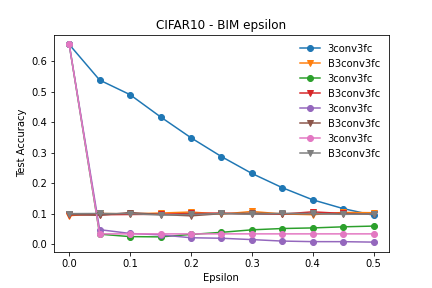 CIFAR10 - BIM epsilon
3conv3fc
B3conv3fc
3conv3fc
B3conv3fc
3conv3fc
B3conv3fc
3conv3fc
B3conv3fc
Test Accuracy
0.6
0.5
0.4
0.3
0.2
0.1
0.0
0.0 0.1 0.2 0.3 0.4 0.5
Epsilon